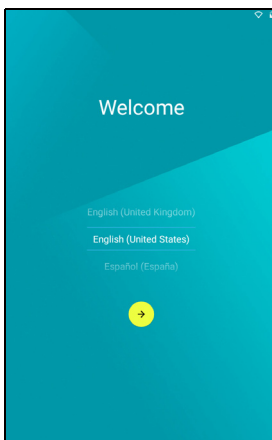 Welcome
English (United Kingdom)
English (United States)
Español (España)